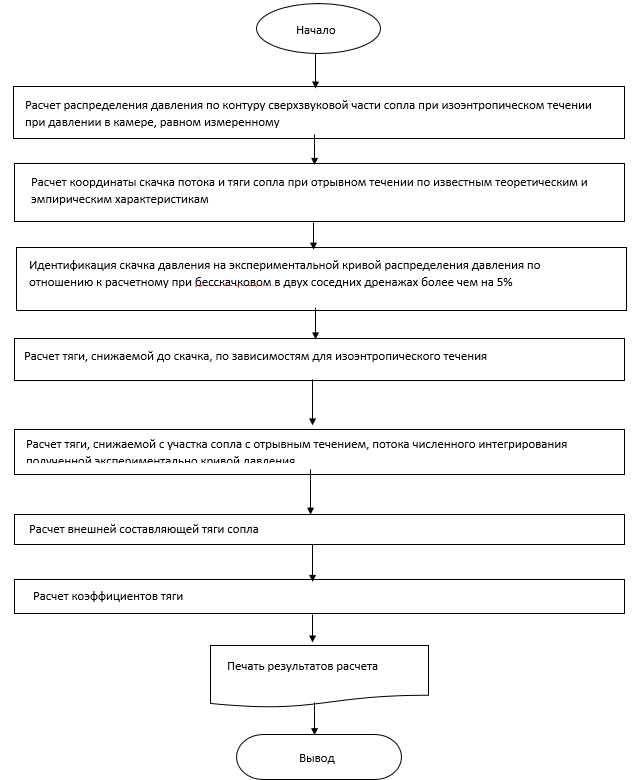 Начало
Расчет распределения давления по контуру сверхзвуковой части сопла при изоэнтропическом течении
при давлении в камере, равном измеренному
Расчет координаты скачка потока и тяги сопла при отрывном течении по известным теоретическим и
эмпирическим характеристикам
Идентификация скачка давления на экспериментальной кривой распределения давления по
отношению к расчетному при бесскачковом в двух соседних дренажах более чем на 5%
Расчет тяги, снижаемой до скачка, по зависимостям для изоэнтропического течения
Расчет тяги, снижаемой с участка сопла с отрывным течением, потока численного интегрирования
полученной экспериментально кривой давления
Расчет внешней составляющей тяги сопла
Расчет коэффициентов тяги
Печать результатов расчета
Вывод